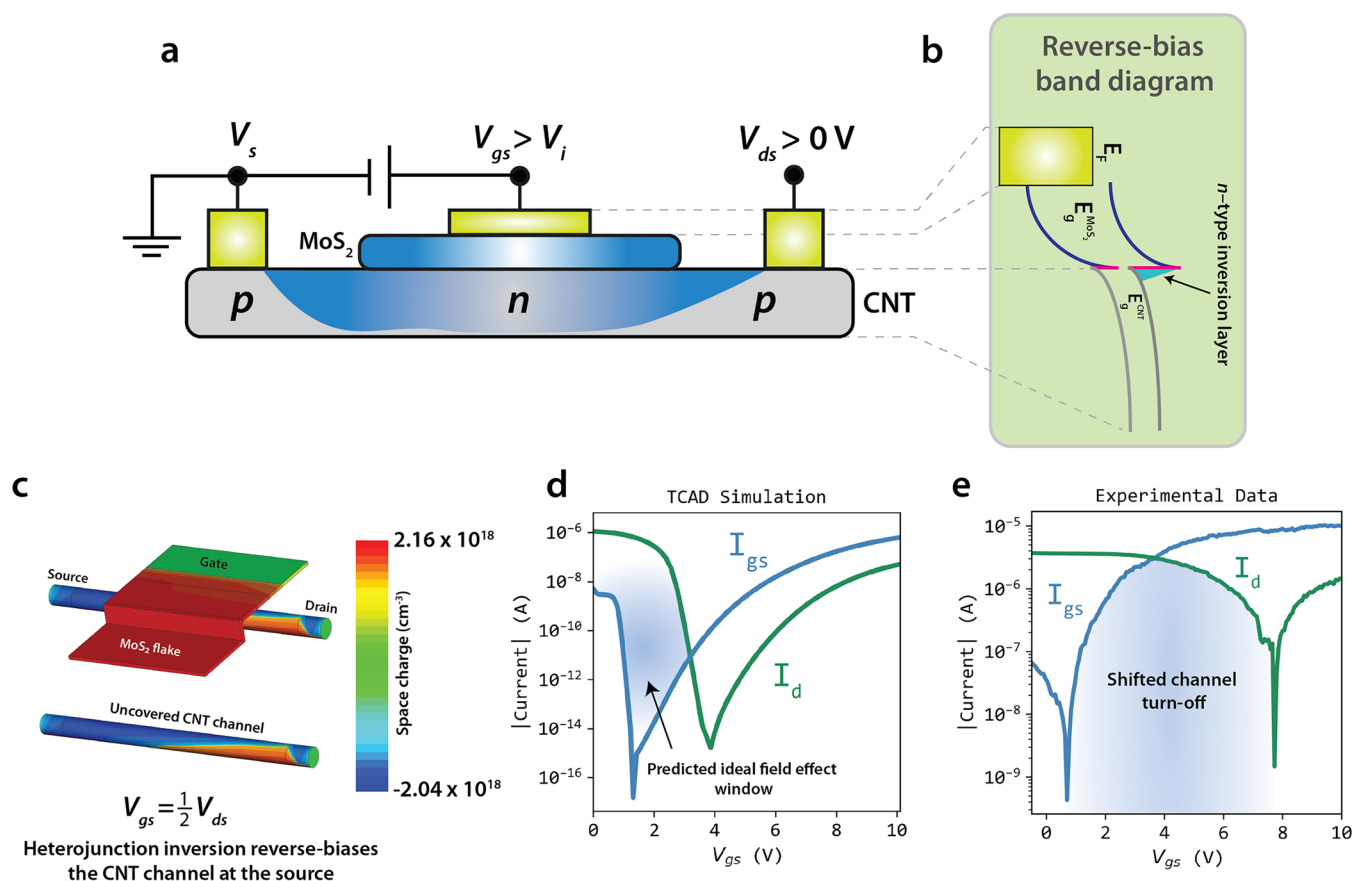 a
V_s
V_gs > V_i
V_ds > 0 V
MoS₂
p
n
p
CNT
b
Reverse-bias
band diagram
E_F
E_g^MoS₂
E_g^CNT
n-type inversion layer
c
Source
Gate
Drain
MoS₂ flake
Uncovered CNT channel
2.16 x 10¹⁸
Space charge (cm⁻³)
-2.04 x 10¹⁸
V_gs = ½ V_ds
Heterojunction inversion reverse-biases
the CNT channel at the source
d
TCAD Simulation
|Current| (A)
10⁻⁶
10⁻⁸
10⁻¹⁰
10⁻¹²
10⁻¹⁴
10⁻¹⁶
I_gs
I_d
Predicted ideal field effect
window
0 2 4 6 8 10
V_gs (V)
e
Experimental Data
|Current| (A)
10⁻⁵
10⁻⁶
10⁻⁷
10⁻⁸
10⁻⁹
I_gs
I_d
Shifted channel
turn-off
0 2 4 6 8 10
V_gs (V)